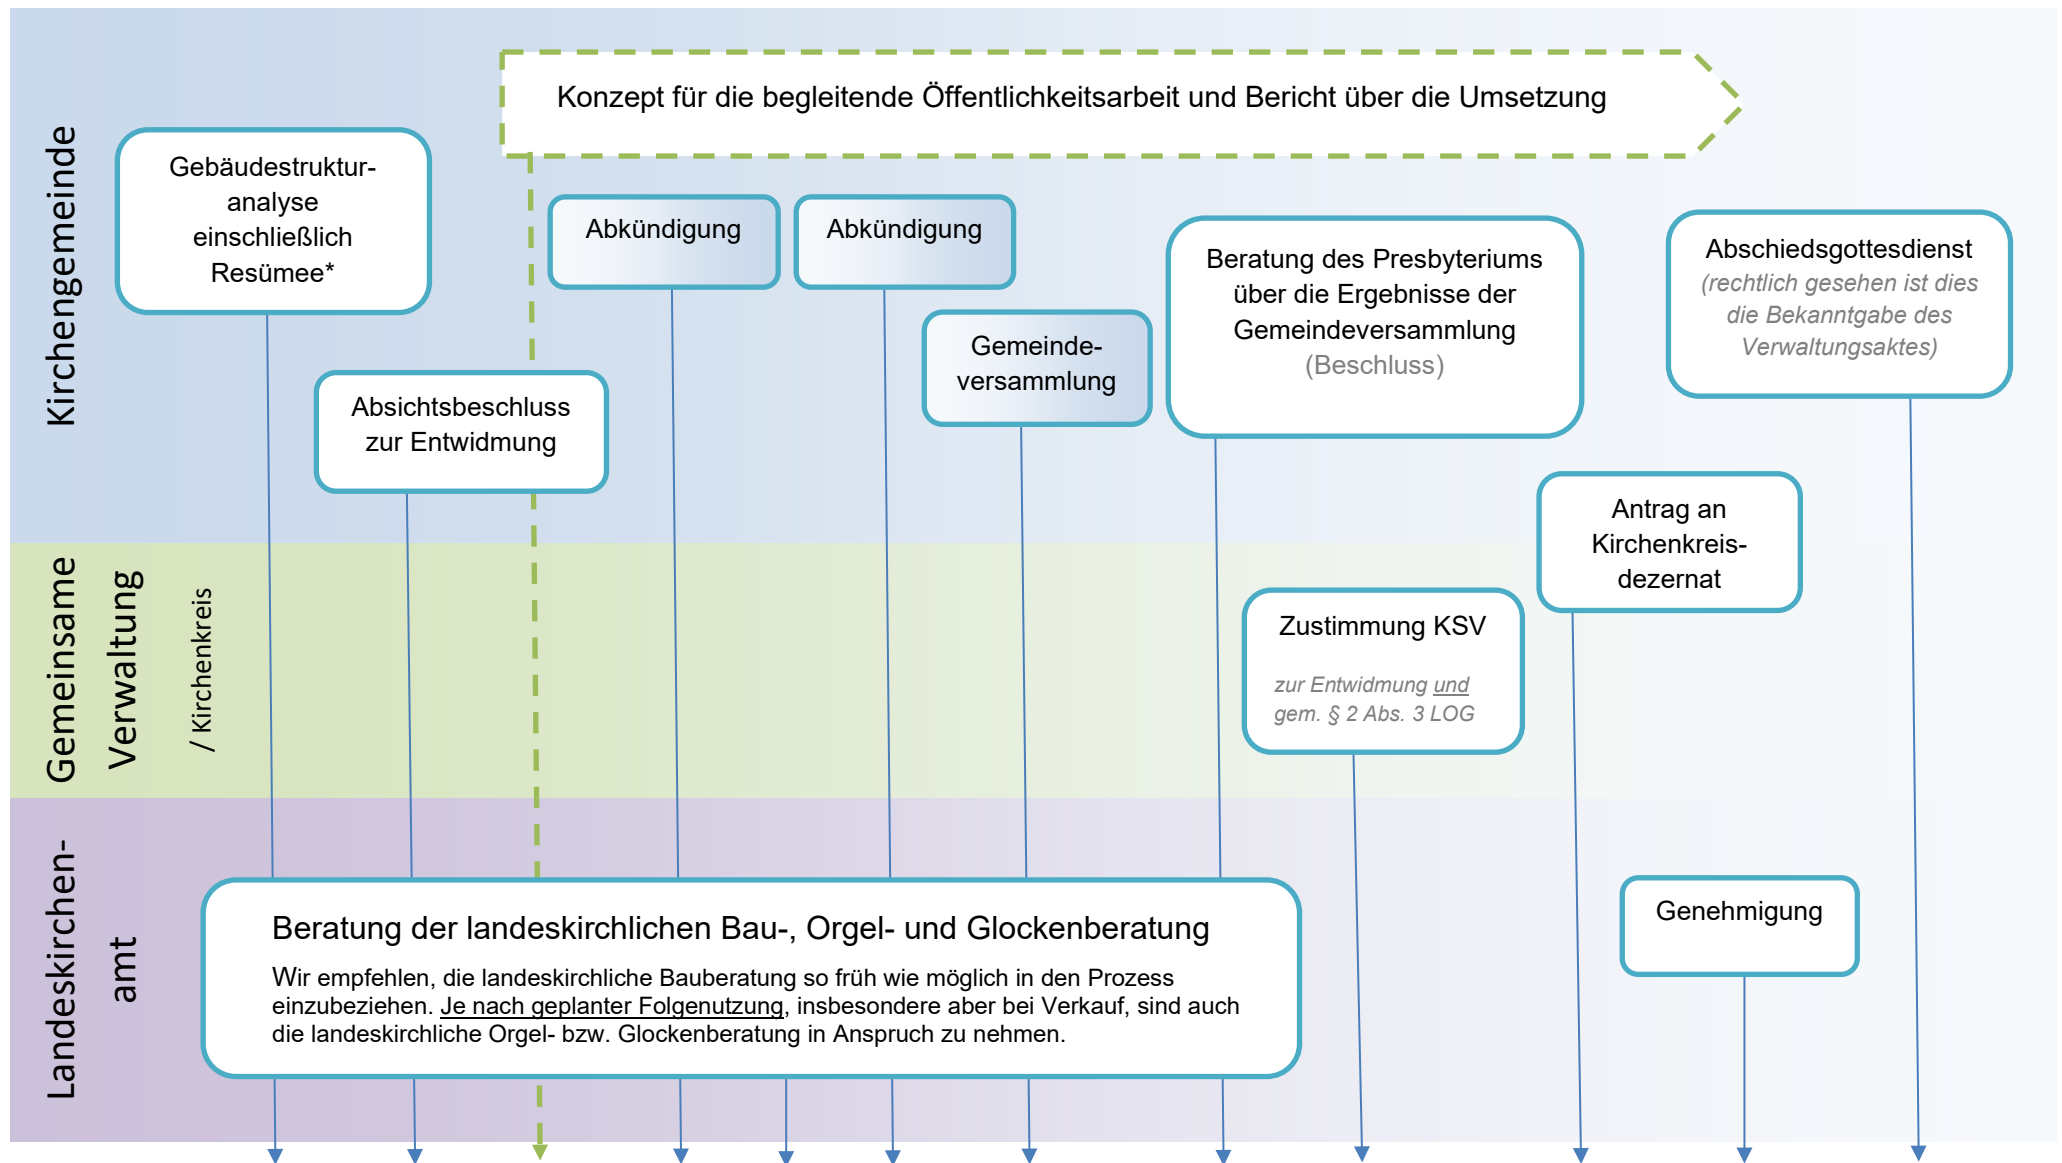 Kirchengemeinde
Konzept für die begleitende Öffentlichkeitsarbeit und Bericht über die Umsetzung
Gebäudestruktur-
analyse
einschließlich
Resümee*
Absichtsbeschluss
zur Entwidmung
Abkündigung
Abkündigung
Gemeinde-
versammlung
Beratung des Presbyteriums
über die Ergebnisse der
Gemeindeversammlung
(Beschluss)
Abschiedsgottesdienst
(rechtlich gesehen ist dies
die Bekanntgabe des
Verwaltungsaktes)
Antrag an
Kirchenkreis-
dezernat
Gemeinsame
Verwaltung
/ Kirchenkreis
Zustimmung KSV
zur Entwidmung und
gem. § 2 Abs. 3 LOG
Landeskirchen-
amt
Beratung der landeskirchlichen Bau-, Orgel- und Glockenberatung
Wir empfehlen, die landeskirchliche Bauberatung so früh wie möglich in den Prozess
einzubeziehen. Je nach geplanter Folgenutzung, insbesondere aber bei Verkauf, sind auch
die landeskirchliche Orgel- bzw. Glockenberatung in Anspruch zu nehmen.
Genehmigung